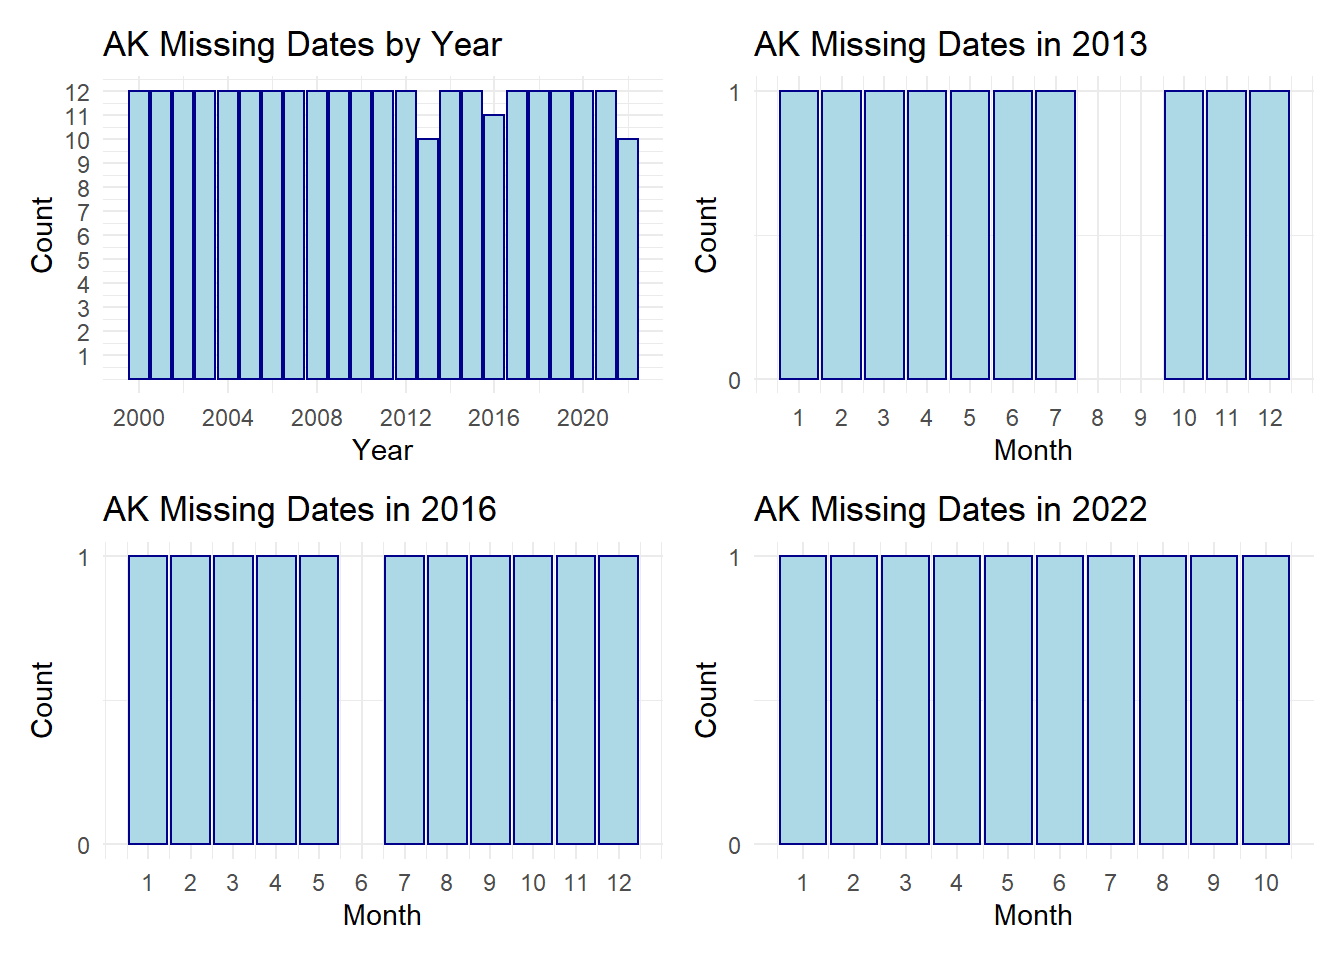 AK Missing Dates by Year
12
11
10
9
8
7
6
5
4
3
2
1
Count
2000 2004 2008 2012 2016 2020
Year
AK Missing Dates in 2013
1
0
Count
1 2 3 4 5 6 7 8 9 10 11 12
Month
AK Missing Dates in 2016
1
0
Count
1 2 3 4 5 6 7 8 9 10 11 12
Month
AK Missing Dates in 2022
1
0
Count
1 2 3 4 5 6 7 8 9 10
Month